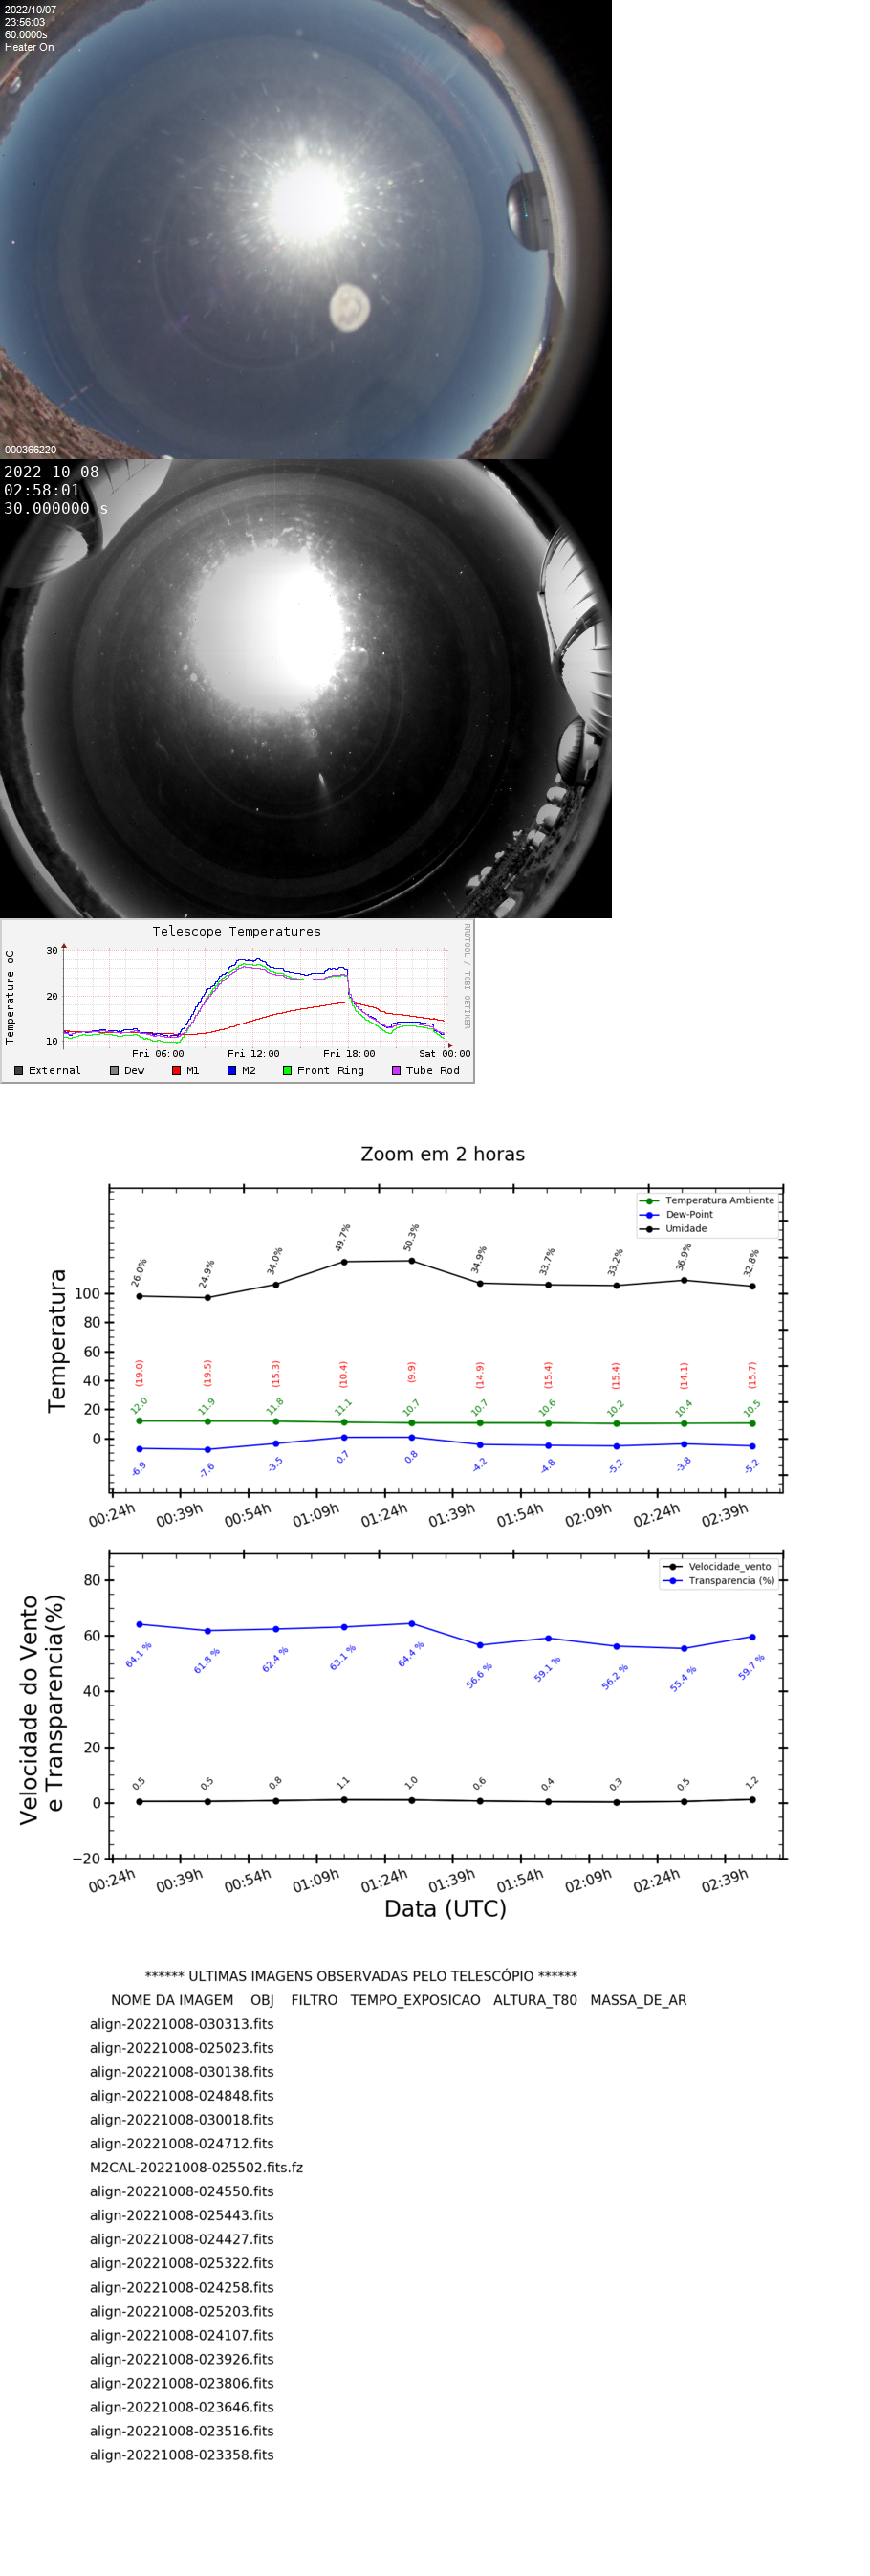 2022/10/07
23:56:03
60.0000s
Heater On
000366220
2022-10-08
02:58:01
30.000000 s
Telescope Temperatures
Temperature oC
30
20
10
Fri 06:00 Fri 12:00 Fri 18:00 Sat 00:00
External Dew M1 M2 Front Ring Tube Rod
RRDTOOL / TOBI OETIKER
Zoom em 2 horas
Temperatura
Temperatura Ambiente
Dew-Point
Umidade
26.0% 24.9% 34.0% 49.7% 50.3% 34.9% 33.7% 33.2% 36.9% 32.8%
100
80
60
40
20
0
(19.0) (19.5) (15.3) (10.4) (9.9) (14.9) (15.4) (15.4) (14.1) (15.7)
12.0 11.9 11.8 11.1 10.7 10.7 10.6 10.2 10.4 10.5
-6.9 -7.6 -3.5 0.7 0.8 -4.2 -4.8 -5.2 -3.8 -5.2
00:24h 00:39h 00:54h 01:09h 01:24h 01:39h 01:54h 02:09h 02:24h 02:39h
Velocidade do Vento
e Transparencia(%)
Velocidade_vento
Transparencia (%)
80
60
40
20
0
−20
64.1 % 61.8 % 62.4 % 63.1 % 64.4 % 56.6 % 59.1 % 56.2 % 55.4 % 59.7 %
0.5 0.5 0.8 1.1 1.0 0.6 0.4 0.3 0.5 1.2
00:24h 00:39h 00:54h 01:09h 01:24h 01:39h 01:54h 02:09h 02:24h 02:39h
Data (UTC)
****** ULTIMAS IMAGENS OBSERVADAS PELO TELESCÓPIO ******
NOME DA IMAGEM OBJ FILTRO TEMPO_EXPOSICAO ALTURA_T80 MASSA_DE_AR
align-20221008-030313.fits
align-20221008-025023.fits
align-20221008-030138.fits
align-20221008-024848.fits
align-20221008-030018.fits
align-20221008-024712.fits
M2CAL-20221008-025502.fits.fz
align-20221008-024550.fits
align-20221008-025443.fits
align-20221008-024427.fits
align-20221008-025322.fits
align-20221008-024258.fits
align-20221008-025203.fits
align-20221008-024107.fits
align-20221008-023926.fits
align-20221008-023806.fits
align-20221008-023646.fits
align-20221008-023516.fits
align-20221008-023358.fits